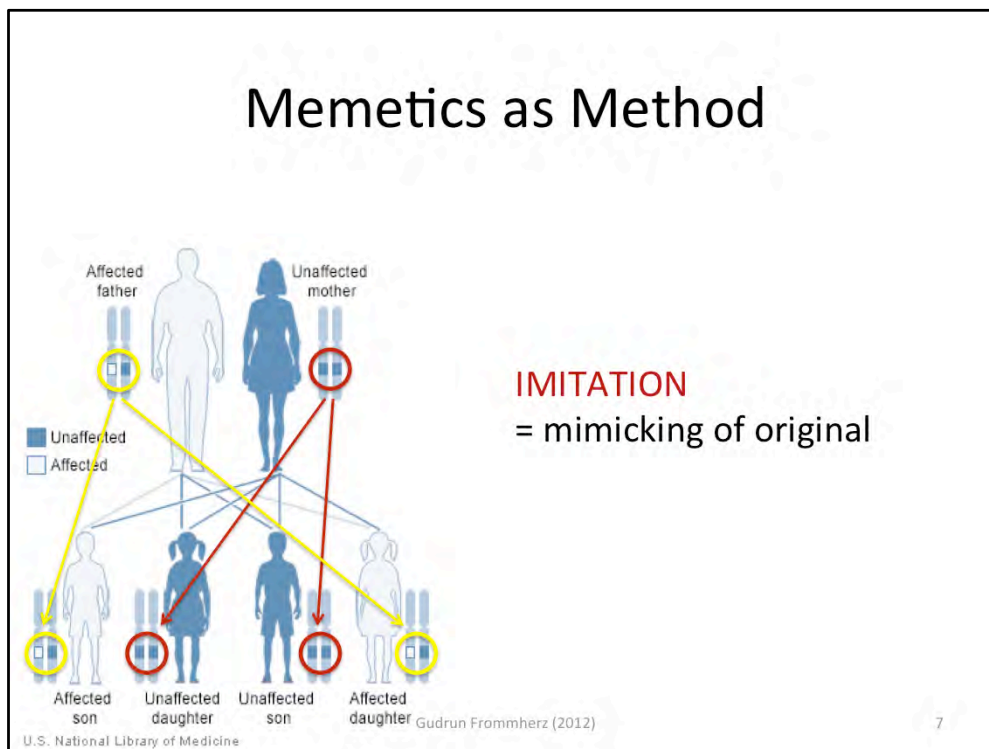 Memetics as Method
Affected
father
Unaffected
mother
Unaffected
Affected
IMITATION
= mimicking of original
Affected
son
Unaffected
daughter
Unaffected
son
Affected
daughter
Gudrun Frommherz (2012)
7
U.S. National Library of Medicine